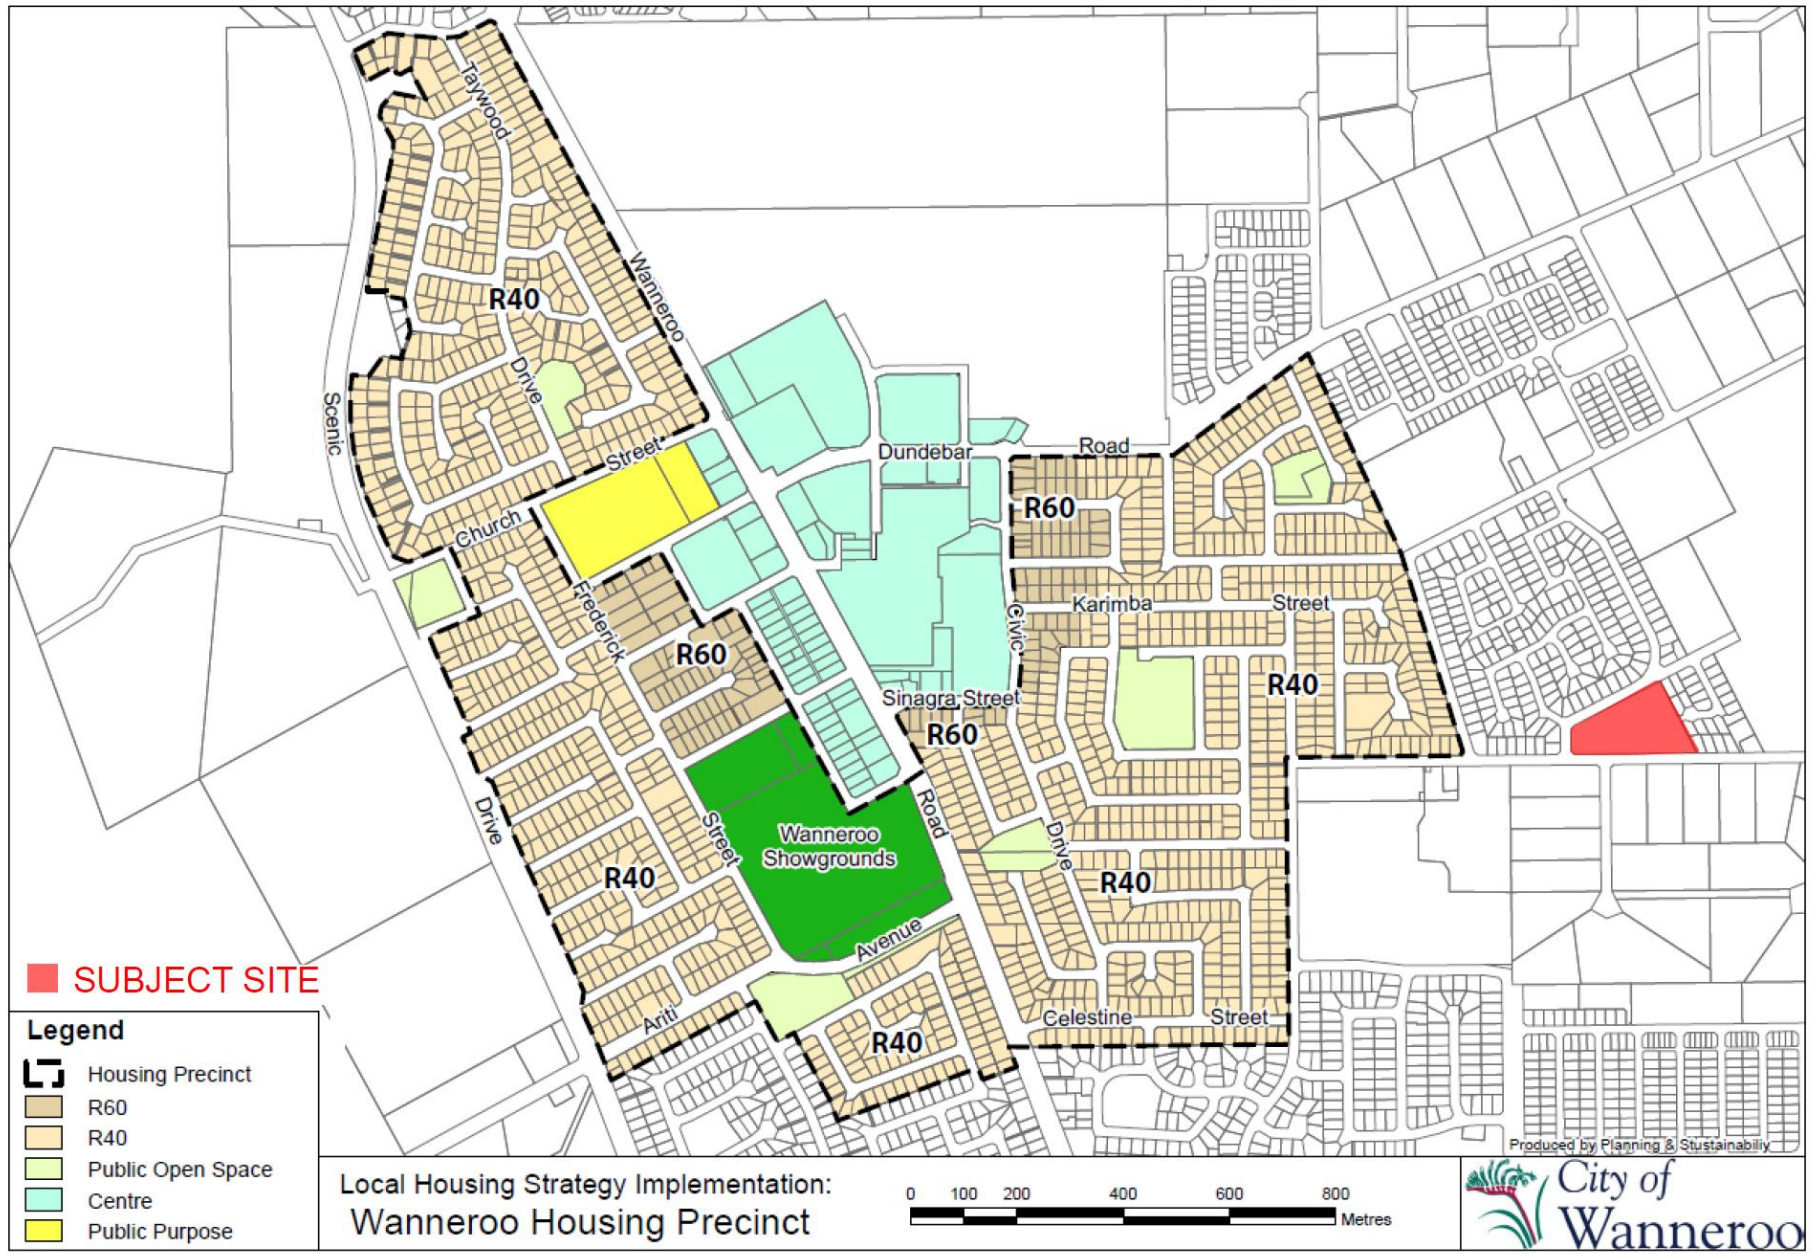 Taywood
R40
Wanneroo
Drive
Scenic
Street
Church
Dundebar
Road
R60
Frederick
R60
Civic
Karimba
Street
R40
Sinagra Street
R60
Drive
Street
Wanneroo
Showgrounds
Road
Drive
R40
R40
Avenue
Ariti
R40
Celestine
Street
SUBJECT SITE
Legend
Housing Precinct
R60
R40
Public Open Space
Centre
Public Purpose
Local Housing Strategy Implementation:
Wanneroo Housing Precinct
0 100 200 400 600 800
Metres
Produced by Planning & Stustainabiliy
City of
Wanneroo